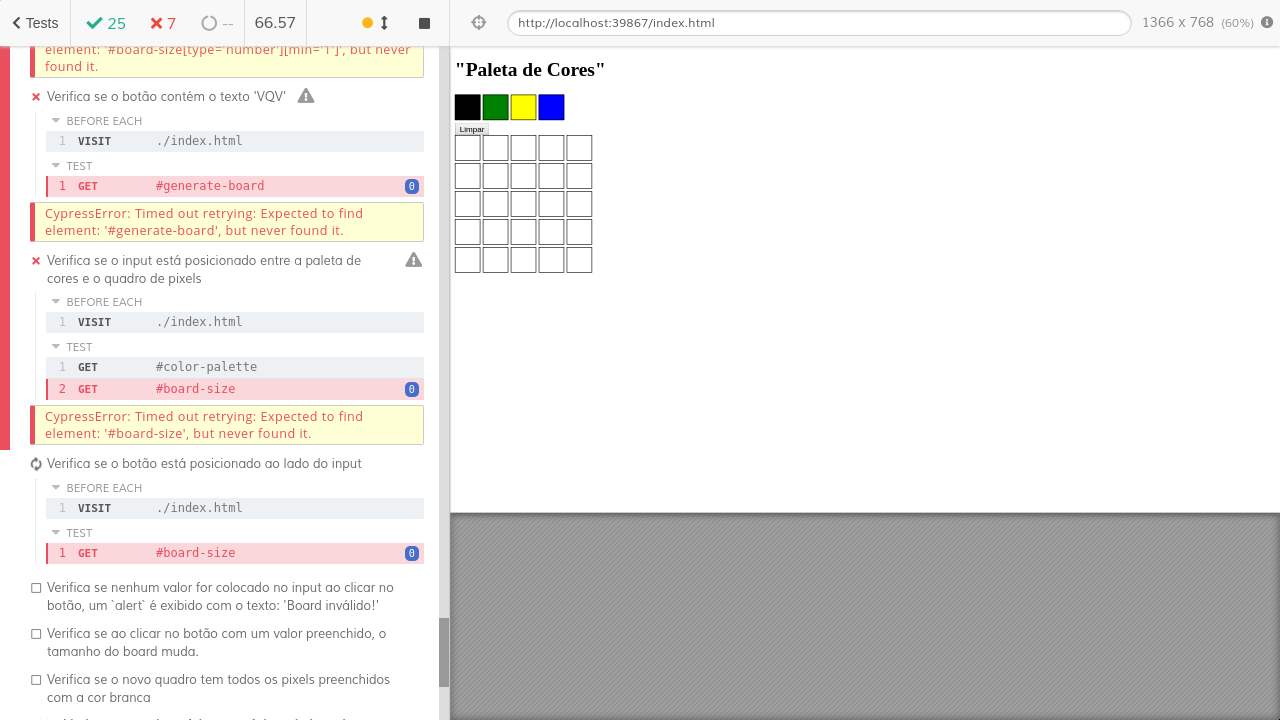 Tests
25
7
--
66.57
http://localhost:39867/index.html
1366 x 768 (60%)
element: '#board-size[type='number'][min='1']', but never
found it.
Verifica se o botão contém o texto 'VQV'
BEFORE EACH
1 VISIT ./index.html
TEST
1 GET #generate-board 0
CypressError: Timed out retrying: Expected to find
element: '#generate-board', but never found it.
Verifica se o input está posicionado entre a paleta de
cores e o quadro de pixels
BEFORE EACH
1 VISIT ./index.html
TEST
1 GET #color-palette
2 GET #board-size 0
CypressError: Timed out retrying: Expected to find
element: '#board-size', but never found it.
Verifica se o botão está posicionado ao lado do input
BEFORE EACH
1 VISIT ./index.html
TEST
1 GET #board-size 0
Verifica se nenhum valor for colocado no input ao clicar no
botão, um `alert` é exibido com o texto: 'Board inválido!'
Verifica se ao clicar no botão com um valor preenchido, o
tamanho do board muda.
Verifica se o novo quadro tem todos os pixels preenchidos
com a cor branca
"Paleta de Cores"
Limpar